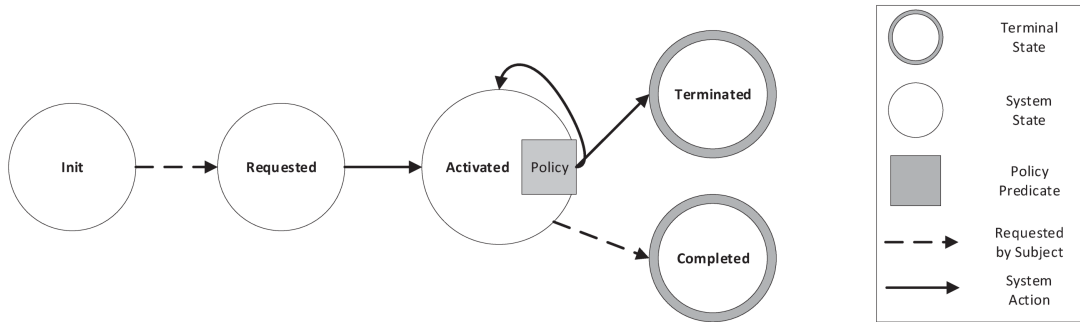 Init
Requested
Activated
Policy
Terminated
Completed
Terminal
State
System
State
Policy
Predicate
Requested
by Subject
System
Action